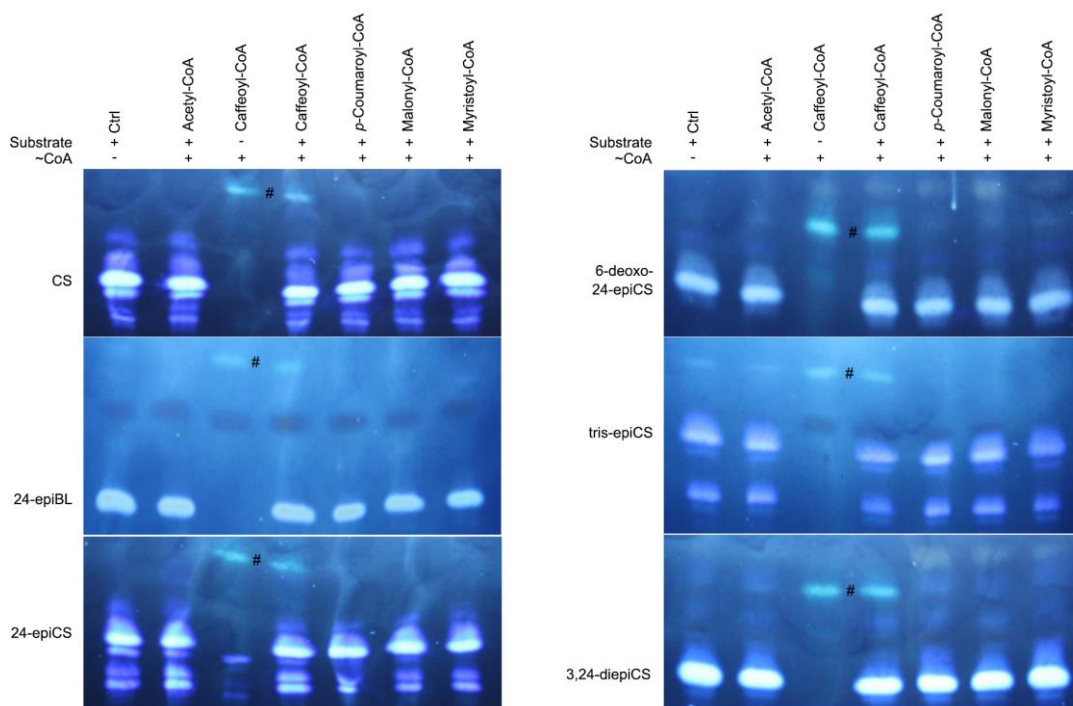 Ctrl
Acetyl-CoA
Caffeoyl-CoA
Caffeoyl-CoA
p-Coumaroyl-CoA
Malonyl-CoA
Myristoyl-CoA
Substrate + + - + + + +
~CoA - + + + + + +
#
CS
#
24-epiBL
#
24-epiCS
Ctrl
Acetyl-CoA
Caffeoyl-CoA
Caffeoyl-CoA
p-Coumaroyl-CoA
Malonyl-CoA
Myristoyl-CoA
Substrate + + - + + + +
~CoA - + + + + + +
#
6-deoxo-
24-epiCS
#
tris-epiCS
#
3,24-diepiCS